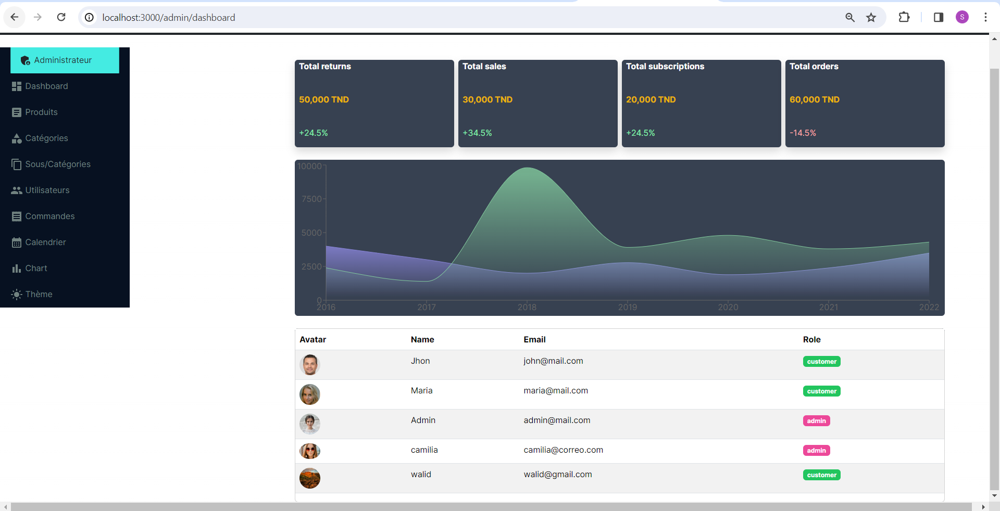 localhost:3000/admin/dashboard
S
Administrateur
Dashboard
Produits
Catégories
Sous/Catégories
Utilisateurs
Commandes
Calendrier
Chart
Thème
Total returns
50,000 TND
+24.5%
Total sales
30,000 TND
+34.5%
Total subscriptions
20,000 TND
+24.5%
Total orders
60,000 TND
-14.5%
10000
7500
5000
2500
0
2016 2017 2018 2019 2020 2021 2022
Avatar Name Email Role
Jhon john@mail.com customer
Maria maria@mail.com customer
Admin admin@mail.com admin
camilia camilia@correo.com admin
walid walid@gmail.com customer